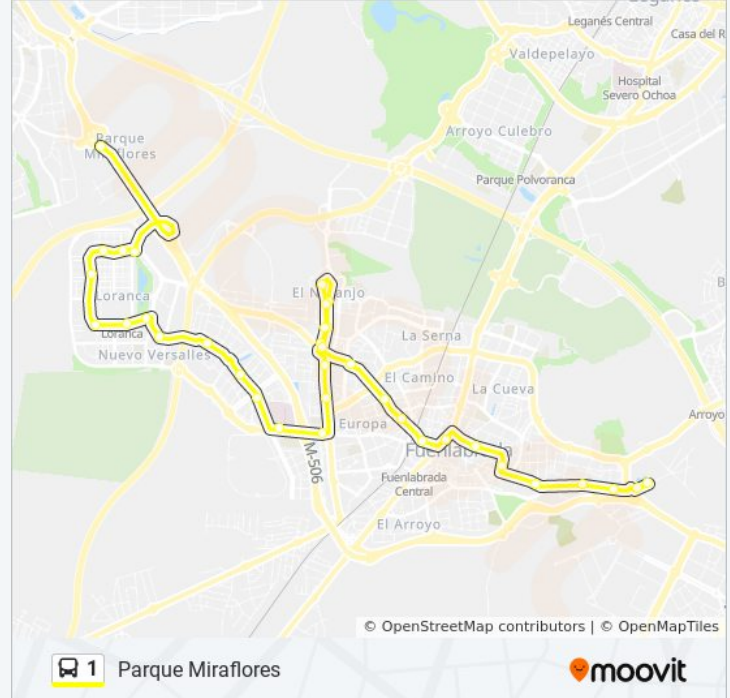 Leganés Central
Casa del R
Valdepelayo
Hospital
Severo Ochoa
Arroyo Culebro
Parque
Miraflores
Parque Polvoranca
El Naranjo
Loranca
La Serna
Loranca
Nuevo Versalles
El Camino
La Cueva
Arroyo
Europa
Fuenlabrada
M-506
Fuenlabrada
Central
El Arroyo
© OpenStreetMap contributors | © OpenMapTiles
1 Parque Miraflores
moovit